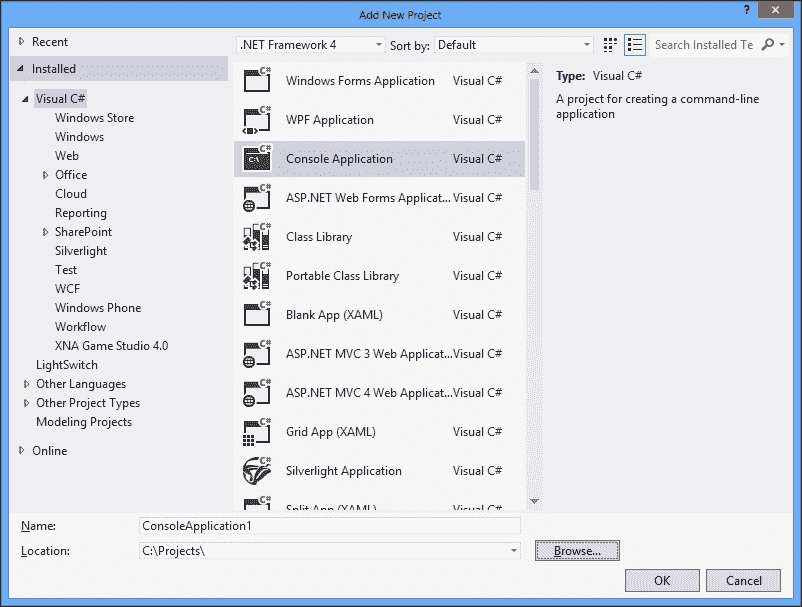 Add New Project
?
Recent
Installed
Visual C#
Windows Store
Windows
Web
Office
Cloud
Reporting
SharePoint
Silverlight
Test
WCF
Windows Phone
Workflow
XNA Game Studio 4.0
LightSwitch
Other Languages
Other Project Types
Modeling Projects
Online
.NET Framework 4
Sort by: Default
Search Installed Te
Windows Forms Application Visual C#
WPF Application Visual C#
Console Application Visual C#
ASP.NET Web Forms Applicat... Visual C#
Class Library Visual C#
Portable Class Library Visual C#
Blank App (XAML) Visual C#
ASP.NET MVC 3 Web Applicat... Visual C#
ASP.NET MVC 4 Web Applicat... Visual C#
Grid App (XAML) Visual C#
Silverlight Application Visual C#
Split App (XAML) Visual C#
Type: Visual C#
A project for creating a command-line
application
Name: ConsoleApplication1
Location: C:\Projects\
Browse...
OK Cancel